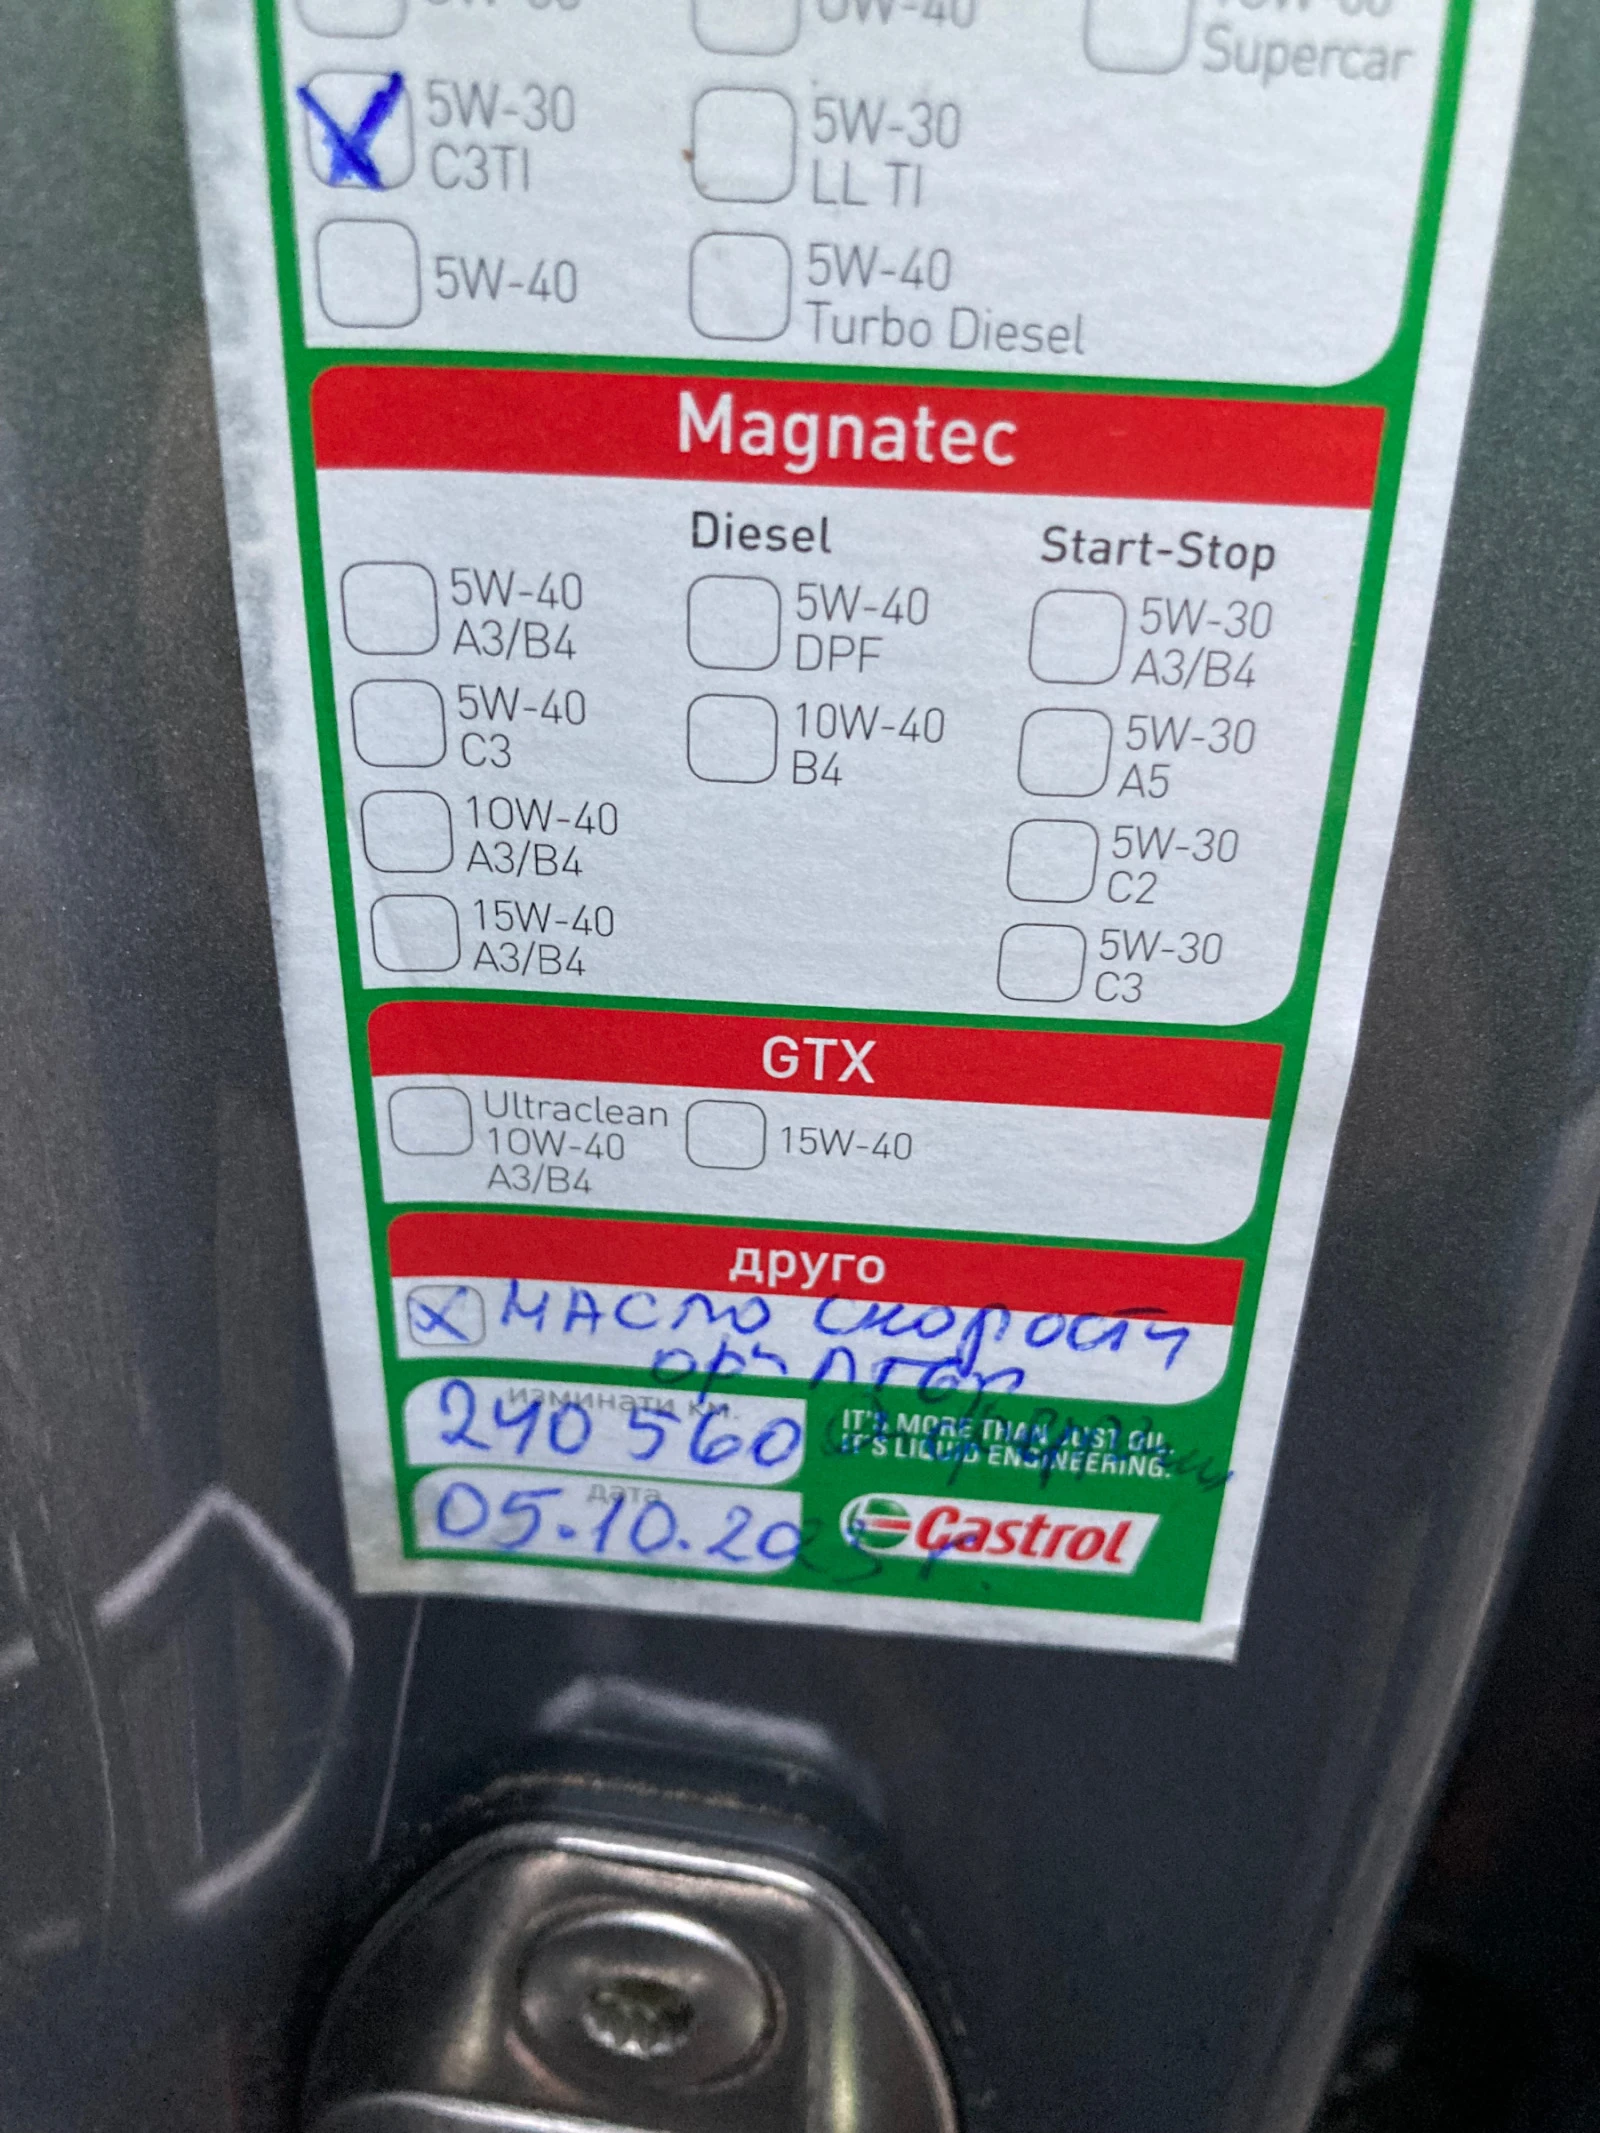 0W-40
Supercar
5W-30
C3TI
5W-30
LL TI
5W-40
5W-40
Turbo Diesel
Magnatec
Diesel
Start-Stop
5W-40
A3/B4
5W-40
DPF
5W-30
A3/B4
5W-40
C3
10W-40
B4
5W-30
A5
10W-40
A3/B4
5W-30
C2
15W-40
A3/B4
5W-30
C3
GTX
Ultraclean
10W-40
A3/B4
15W-40
друго
МАСЛО СКОРОСТИ
изминати км.
240 560
IT'S MORE THAN JUST OIL.
IT'S LIQUID ENGINEERING.
дата
05.10.2023 г.
Castrol